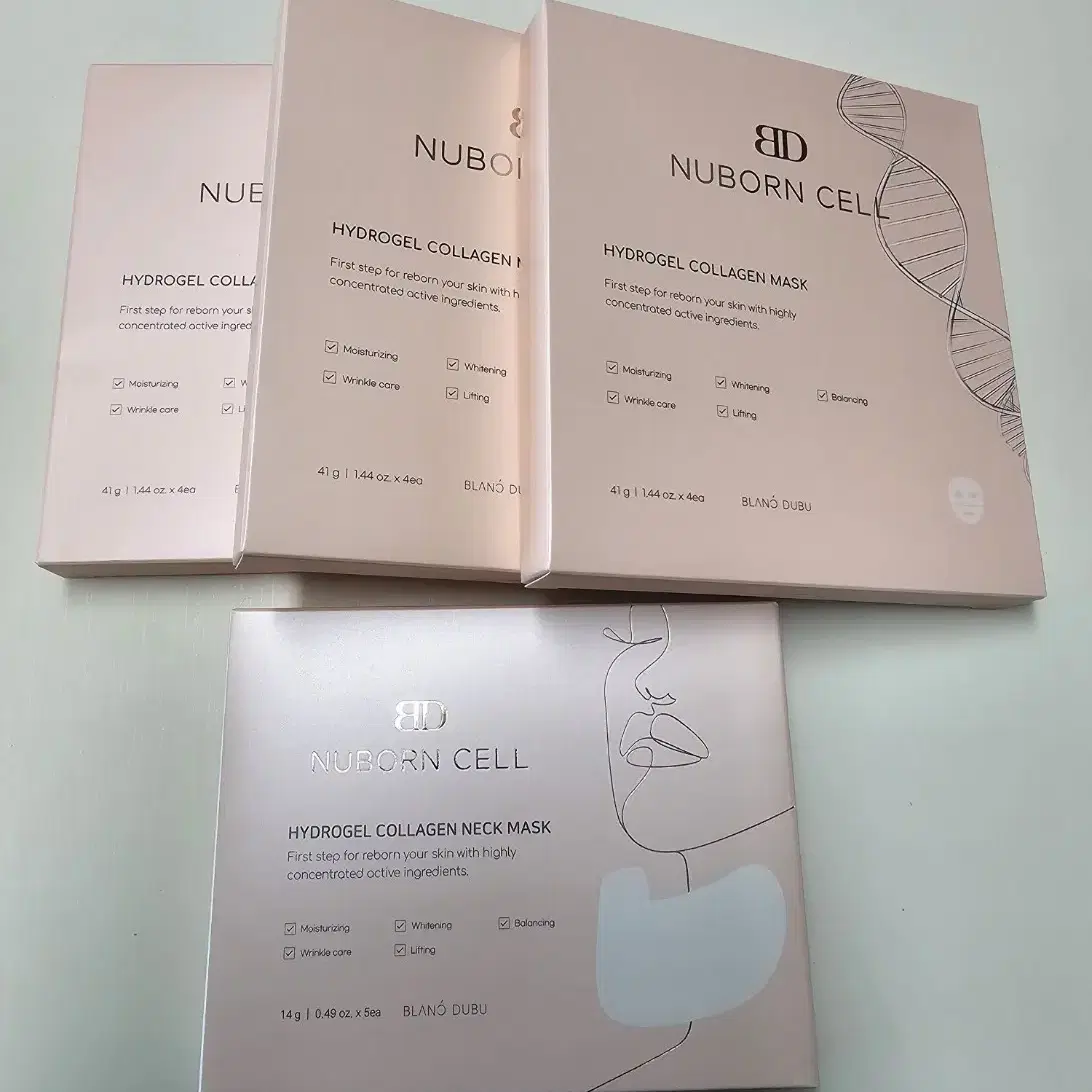 NUB
HYDROGEL COLLA
First step for reborn your s
concentrated active ingred
Moisturizing
W
Wrinkle care
Li
41 g | 1.44 oz. x 4ea
NUBO
HYDROGEL COLLAGEN
First step for reborn your skin with h
concentrated active ingredients.
Moisturizing
Whitening
Wrinkle care
Lifting
41 g | 1.44 oz. x 4ea BLANÓ DU
BD
NUBORN CELL
HYDROGEL COLLAGEN MASK
First step for reborn your skin with highly
concentrated active ingredients.
Moisturizing
Whitening
Balancing
Wrinkle care
Lifting
41 g | 1.44 oz. x 4ea BLANÓ DUBU
BD
NUBORN CELL
HYDROGEL COLLAGEN NECK MASK
First step for reborn your skin with highly
concentrated active ingredients.
Moisturizing
Whitening
Balancing
Wrinkle care
Lifting
14 g | 0.49 oz. x 5ea BLANÓ DUBU